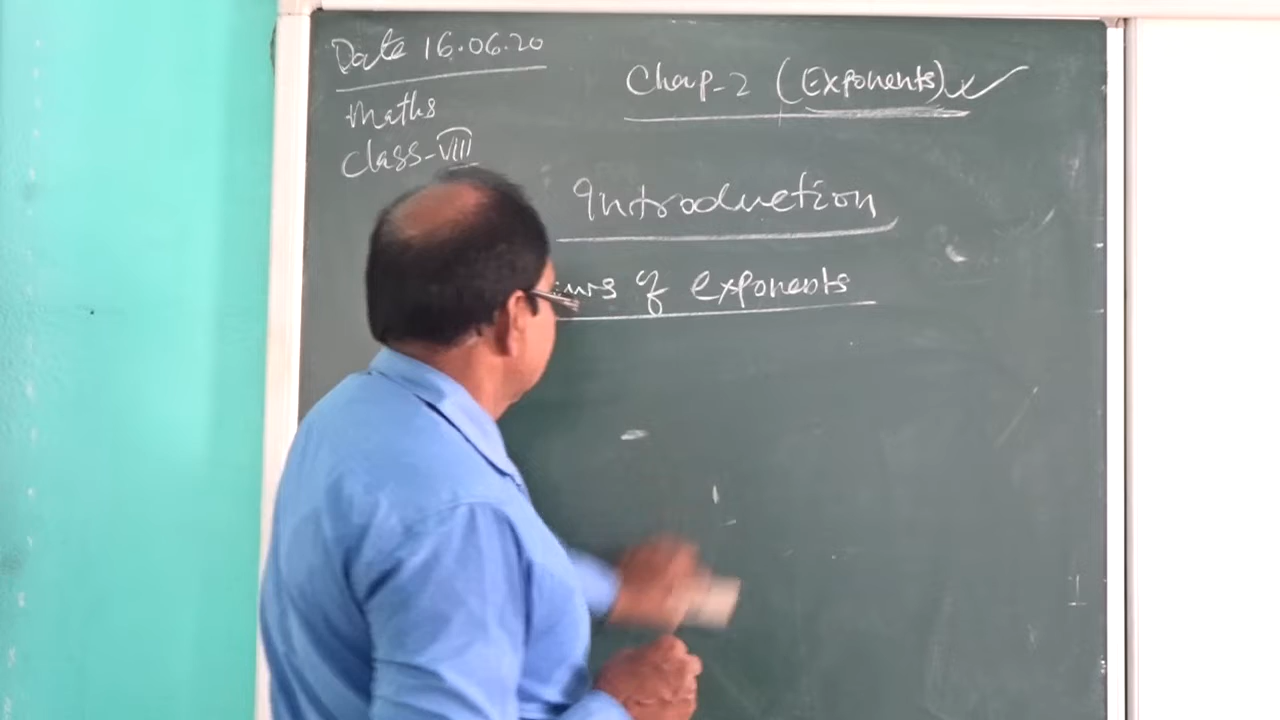 Date 16.06.20
Chap-2 (Exponents)
Maths
Class-VIII
Introduction
of exponents